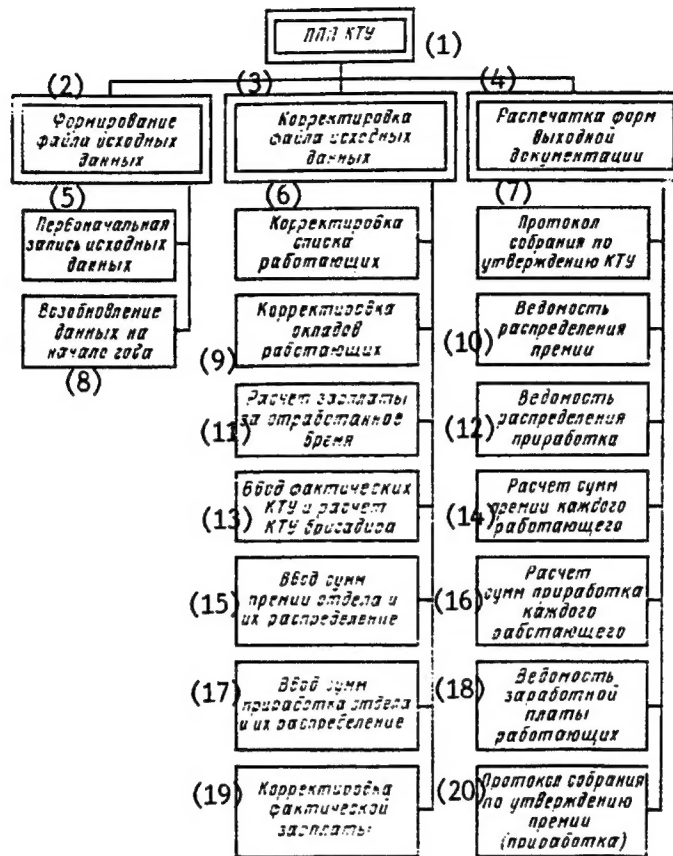 ППП КТУ
(1)
(2)
Формирование
файла исходных
данных
(3)
Корректировка
файла исходных
данных
(4)
Распечатка форм
выходной
документации
(5)
Первоначальная
запись исходных
данных
(6)
Корректировка
списка
работающих
(7)
Протокол
собрания по
утверждению КТУ
Возобновление
данных на
начало года
(8)
Корректировка
окладов
работающих
(9)
Ведомость
распределения
премии
(10)
Расчет зарплаты
за отработанное
время
(11)
Ведомость
распределения
приработка
(12)
Ввод фактических
КТУ и расчет
КТУ бригадира
(13)
Расчет сумм
премии каждого
работающего
(14)
Ввод сумм
премии отдела и
их распределение
(15)
Расчет
сумм приработка
каждого
работающего
(16)
Ввод сумм
приработка отдела
и их распределение
(17)
Ведомость
заработной
платы
работающих
(18)
Корректировка
фактической
зарплаты
(19)
Протокол собрания
по утверждению
премии
(приработка)
(20)